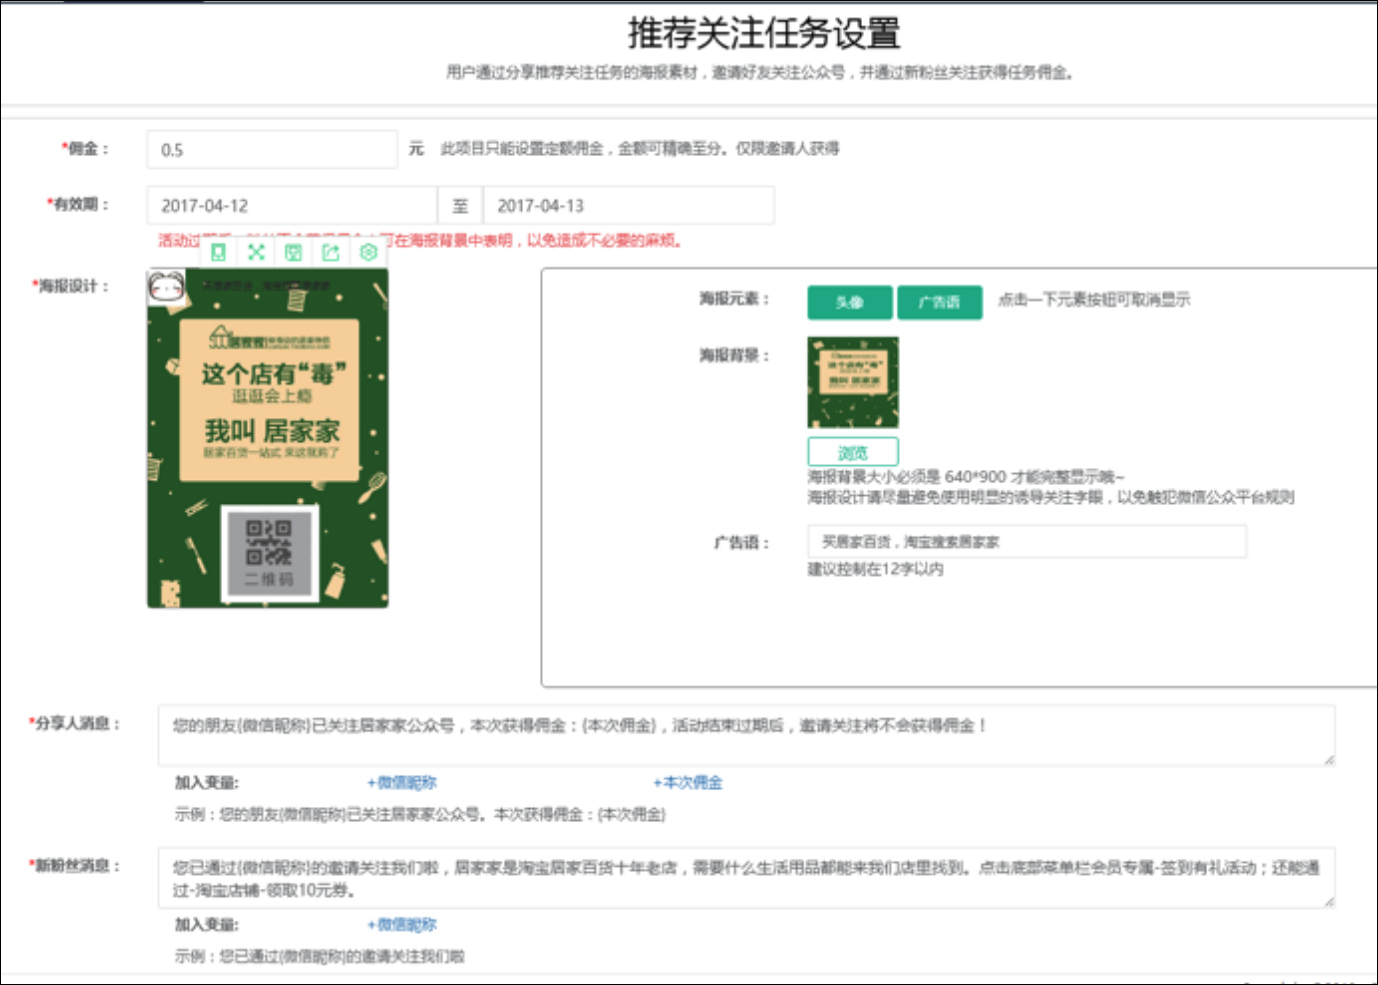 推荐关注任务设置
用户通过分享推荐关注任务的海报素材，邀请好友关注公众号，并通过新粉丝关注获得任务佣金。
*佣金： 0.5 元 此项目只能设置定额佣金，金额可精确至分。仅限邀请人获得
*有效期： 2017-04-12 至 2017-04-13
活动过 可在海报背景中表明，以免造成不必要的麻烦。
*海报设计：
居家家
这个店有“毒”
逛逛会上瘾
我叫 居家家
居家百货一站式 来这就购了
二维码
海报元素： 头像 广告语 点击一下元素按钮可取消显示
海报背景：
这个店有“毒”
我叫 居家家
浏览
海报背景大小必须是 640*900 才能完整显示哦~
海报设计请尽量避免使用明显的诱导关注字眼，以免触犯微信公众平台规则
广告语： 买居家百货，淘宝搜索居家家
建议控制在12字以内
*分享人消息： 您的朋友{微信昵称}已关注居家家公众号，本次获得佣金：{本次佣金}，活动结束过期后，邀请关注将不会获得佣金！
加入变量: +微信昵称 +本次佣金
示例：您的朋友{微信昵称}已关注居家家公众号。本次获得佣金：{本次佣金}
*新粉丝消息： 您已通过{微信昵称}的邀请关注我们啦，居家家是淘宝居家百货十年老店，需要什么生活用品都能来我们店里找到。点击底部菜单栏会员专属-签到有礼活动；还能通
过-淘宝店铺-领取10元券。
加入变量: +微信昵称
示例：您已通过{微信昵称}的邀请关注我们啦